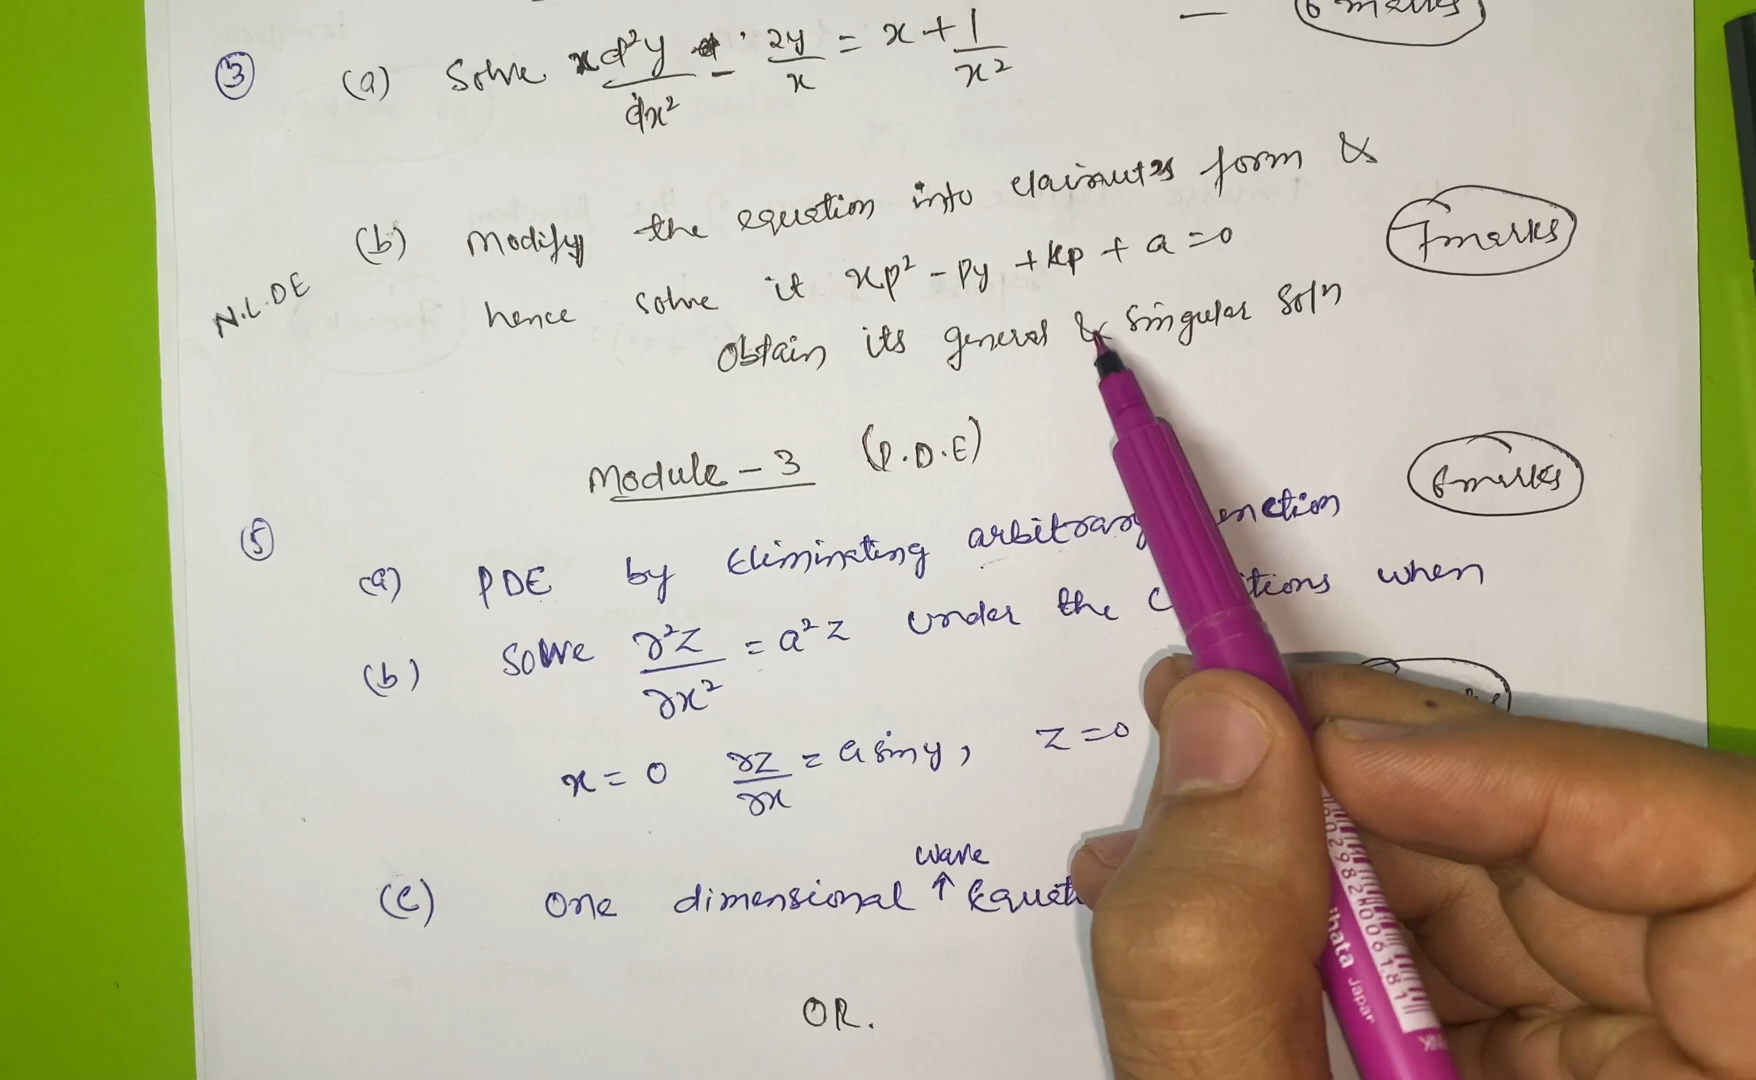 ③ (a) Solve x d²y/dx² - 2y/x = x + 1/x²
6 marks
(b) Modify the equation into clairauts form &
hence solve it xp² - py + kp + a = 0
7 marks
N.L.DE
Obtain its general & singular soln
Module - 3 (P.D.E)
6 marks
⑤
(a) PDE by Eliminating arbitrary
(b) Solve ∂²z/∂x² = a² z under the when
x = 0 ∂z/∂x = a sin y, z = 0
wave
(c) One dimensional ↑
OR.